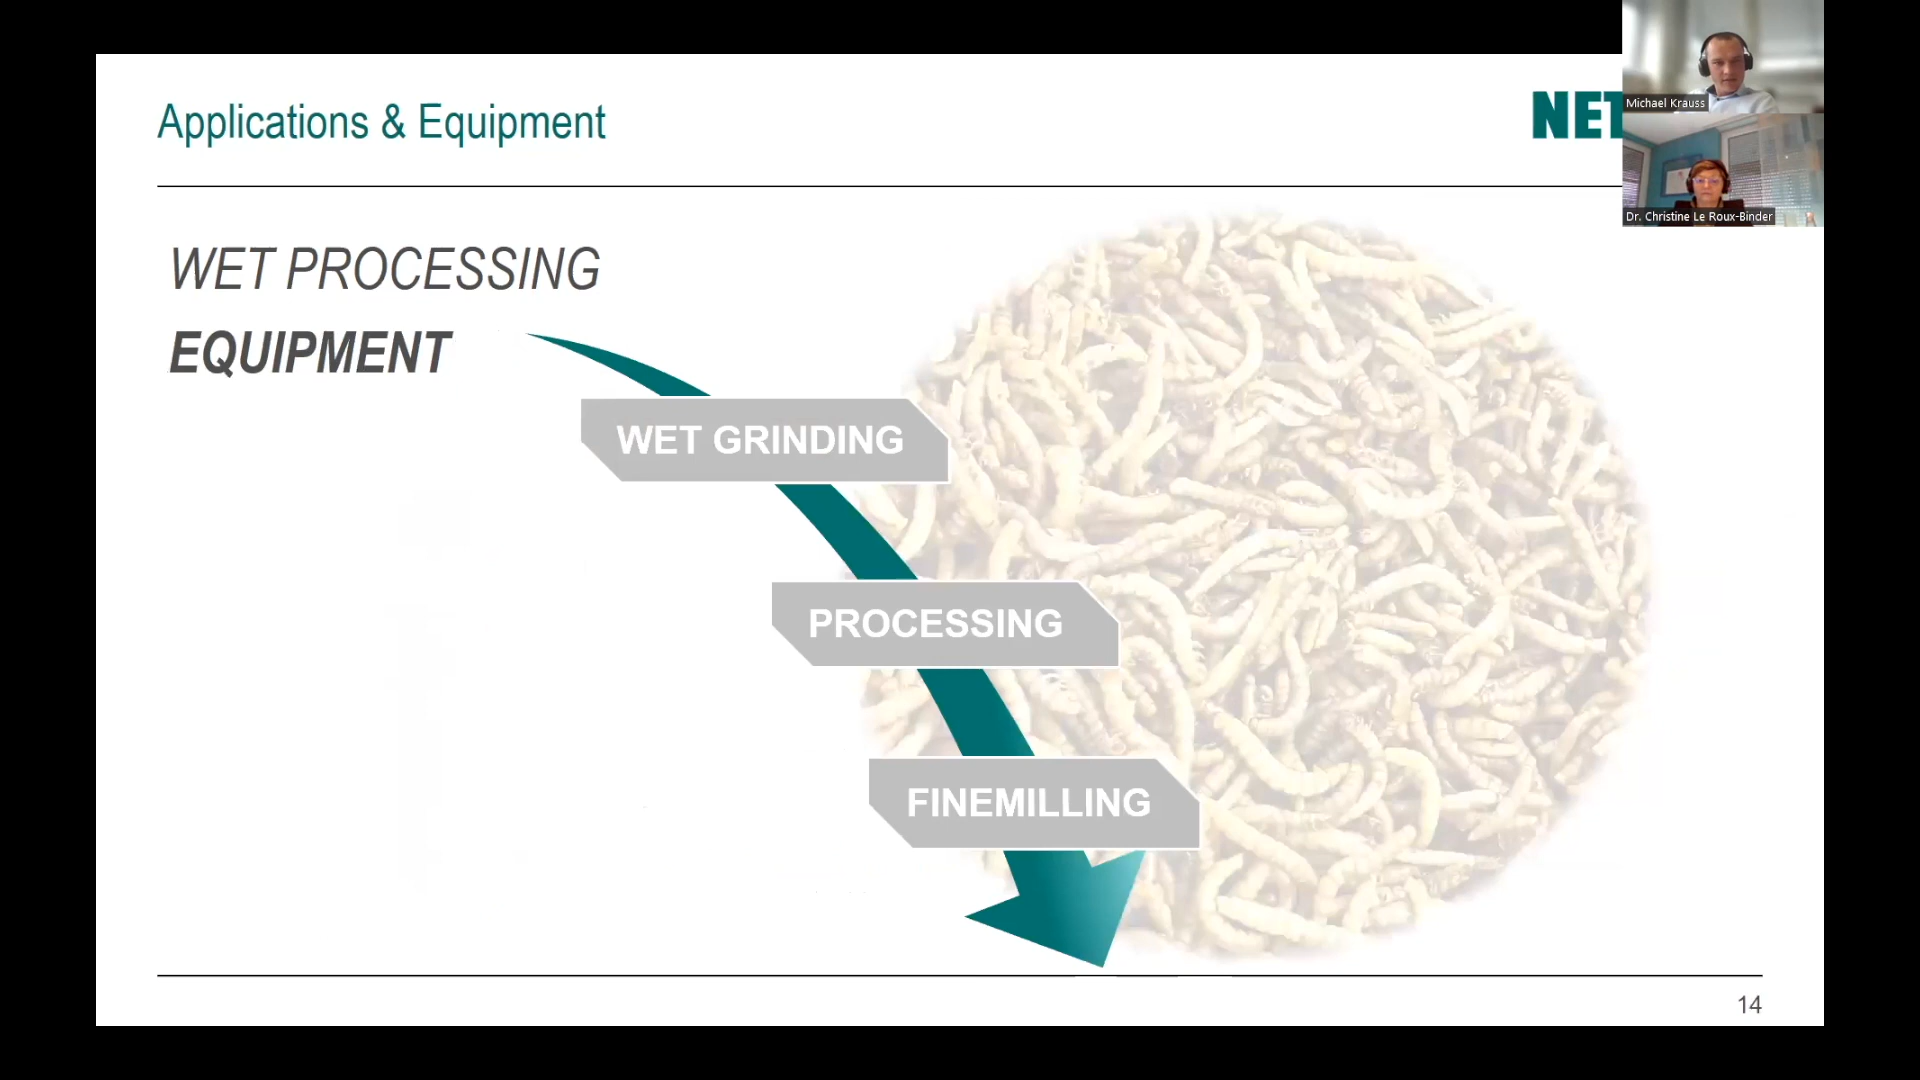 Applications & Equipment
NET
Michael Krauss
Dr. Christine Le Roux-Binder
WET PROCESSING
EQUIPMENT
WET GRINDING
PROCESSING
FINEMILLING
14